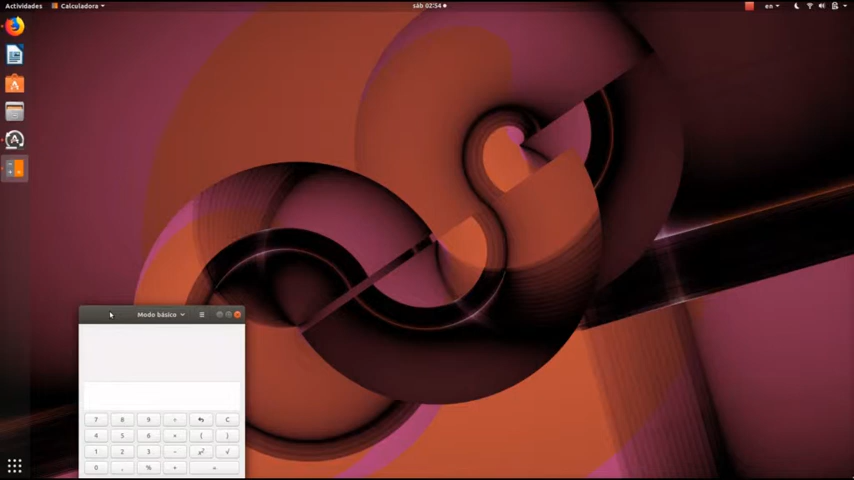 Actividades Calculadora sáb 02:54 en
Modo básico
7 8 9 ÷ C
4 5 6 × ( )
1 2 3 − x² √
0 , % + =